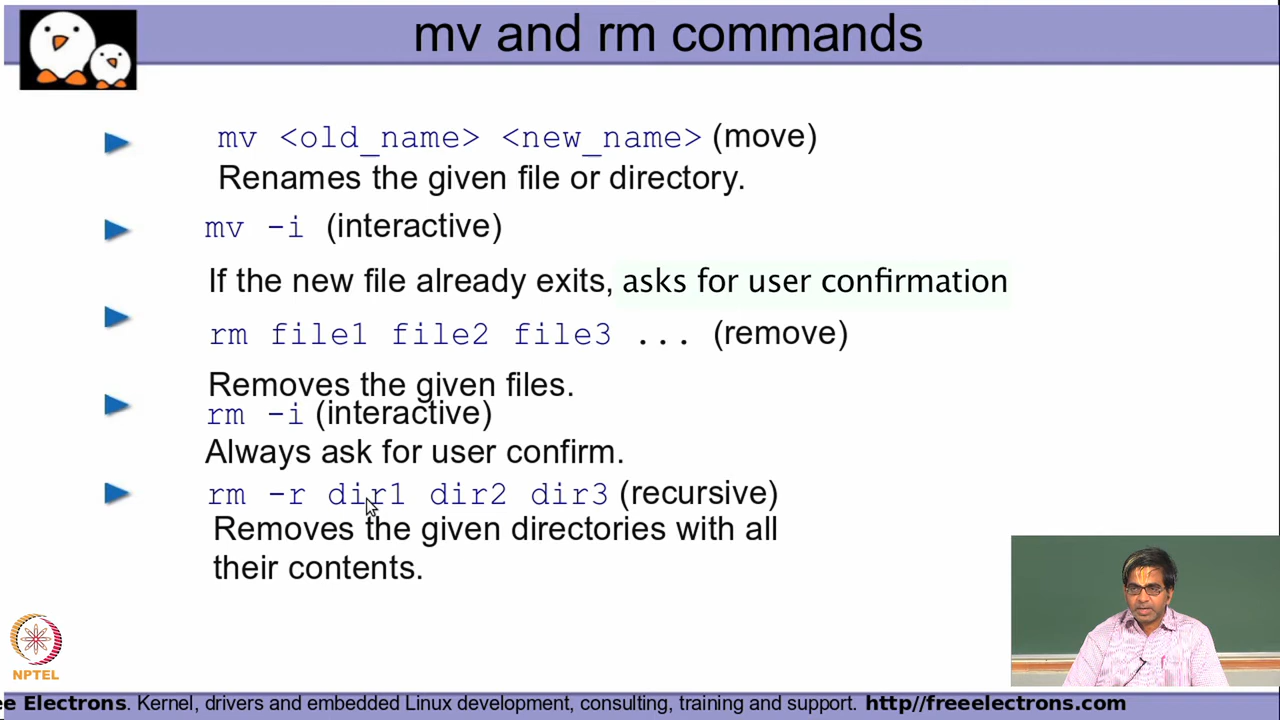 mv and rm commands
mv <old_name> <new_name> (move)
Renames the given file or directory.
mv -i (interactive)
If the new file already exits, asks for user confirmation
rm file1 file2 file3 ... (remove)
Removes the given files.
rm -i (interactive)
Always ask for user confirm.
rm -r dir1 dir2 dir3 (recursive)
Removes the given directories with all
their contents.
NPTEL
ee Electrons. Kernel, drivers and embedded Linux development, consulting, training and support. http//freeelectrons.com